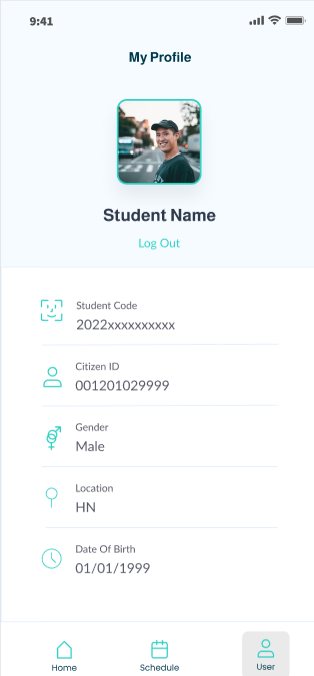 9:41
My Profile
Student Name
Log Out
Student Code
2022xxxxxxxxxx
Citizen ID
001201029999
Gender
Male
Location
HN
Date Of Birth
01/01/1999
Home Schedule User